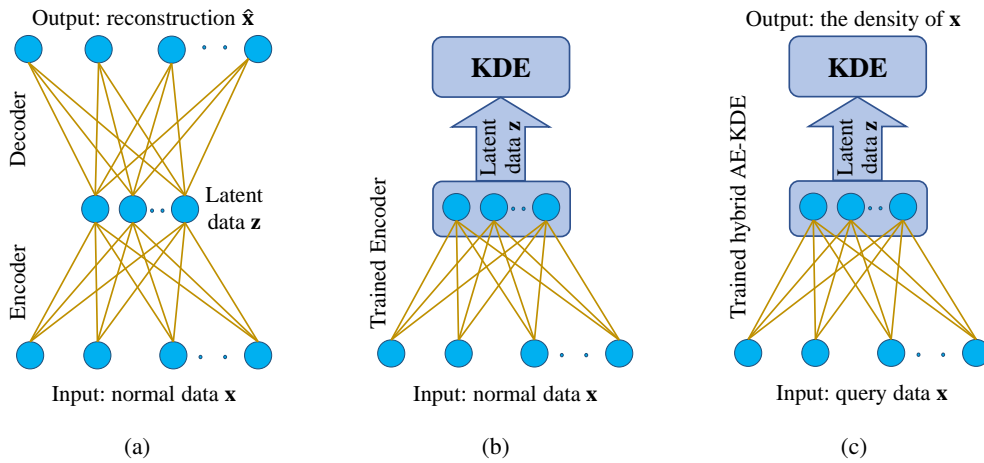 Output: reconstruction x̂
Decoder
Latent
data z
Encoder
Input: normal data x
(a)
KDE
Latent
data z
Trained Encoder
Input: normal data x
(b)
Output: the density of x
KDE
Latent
data z
Trained hybrid AE-KDE
Input: query data x
(c)